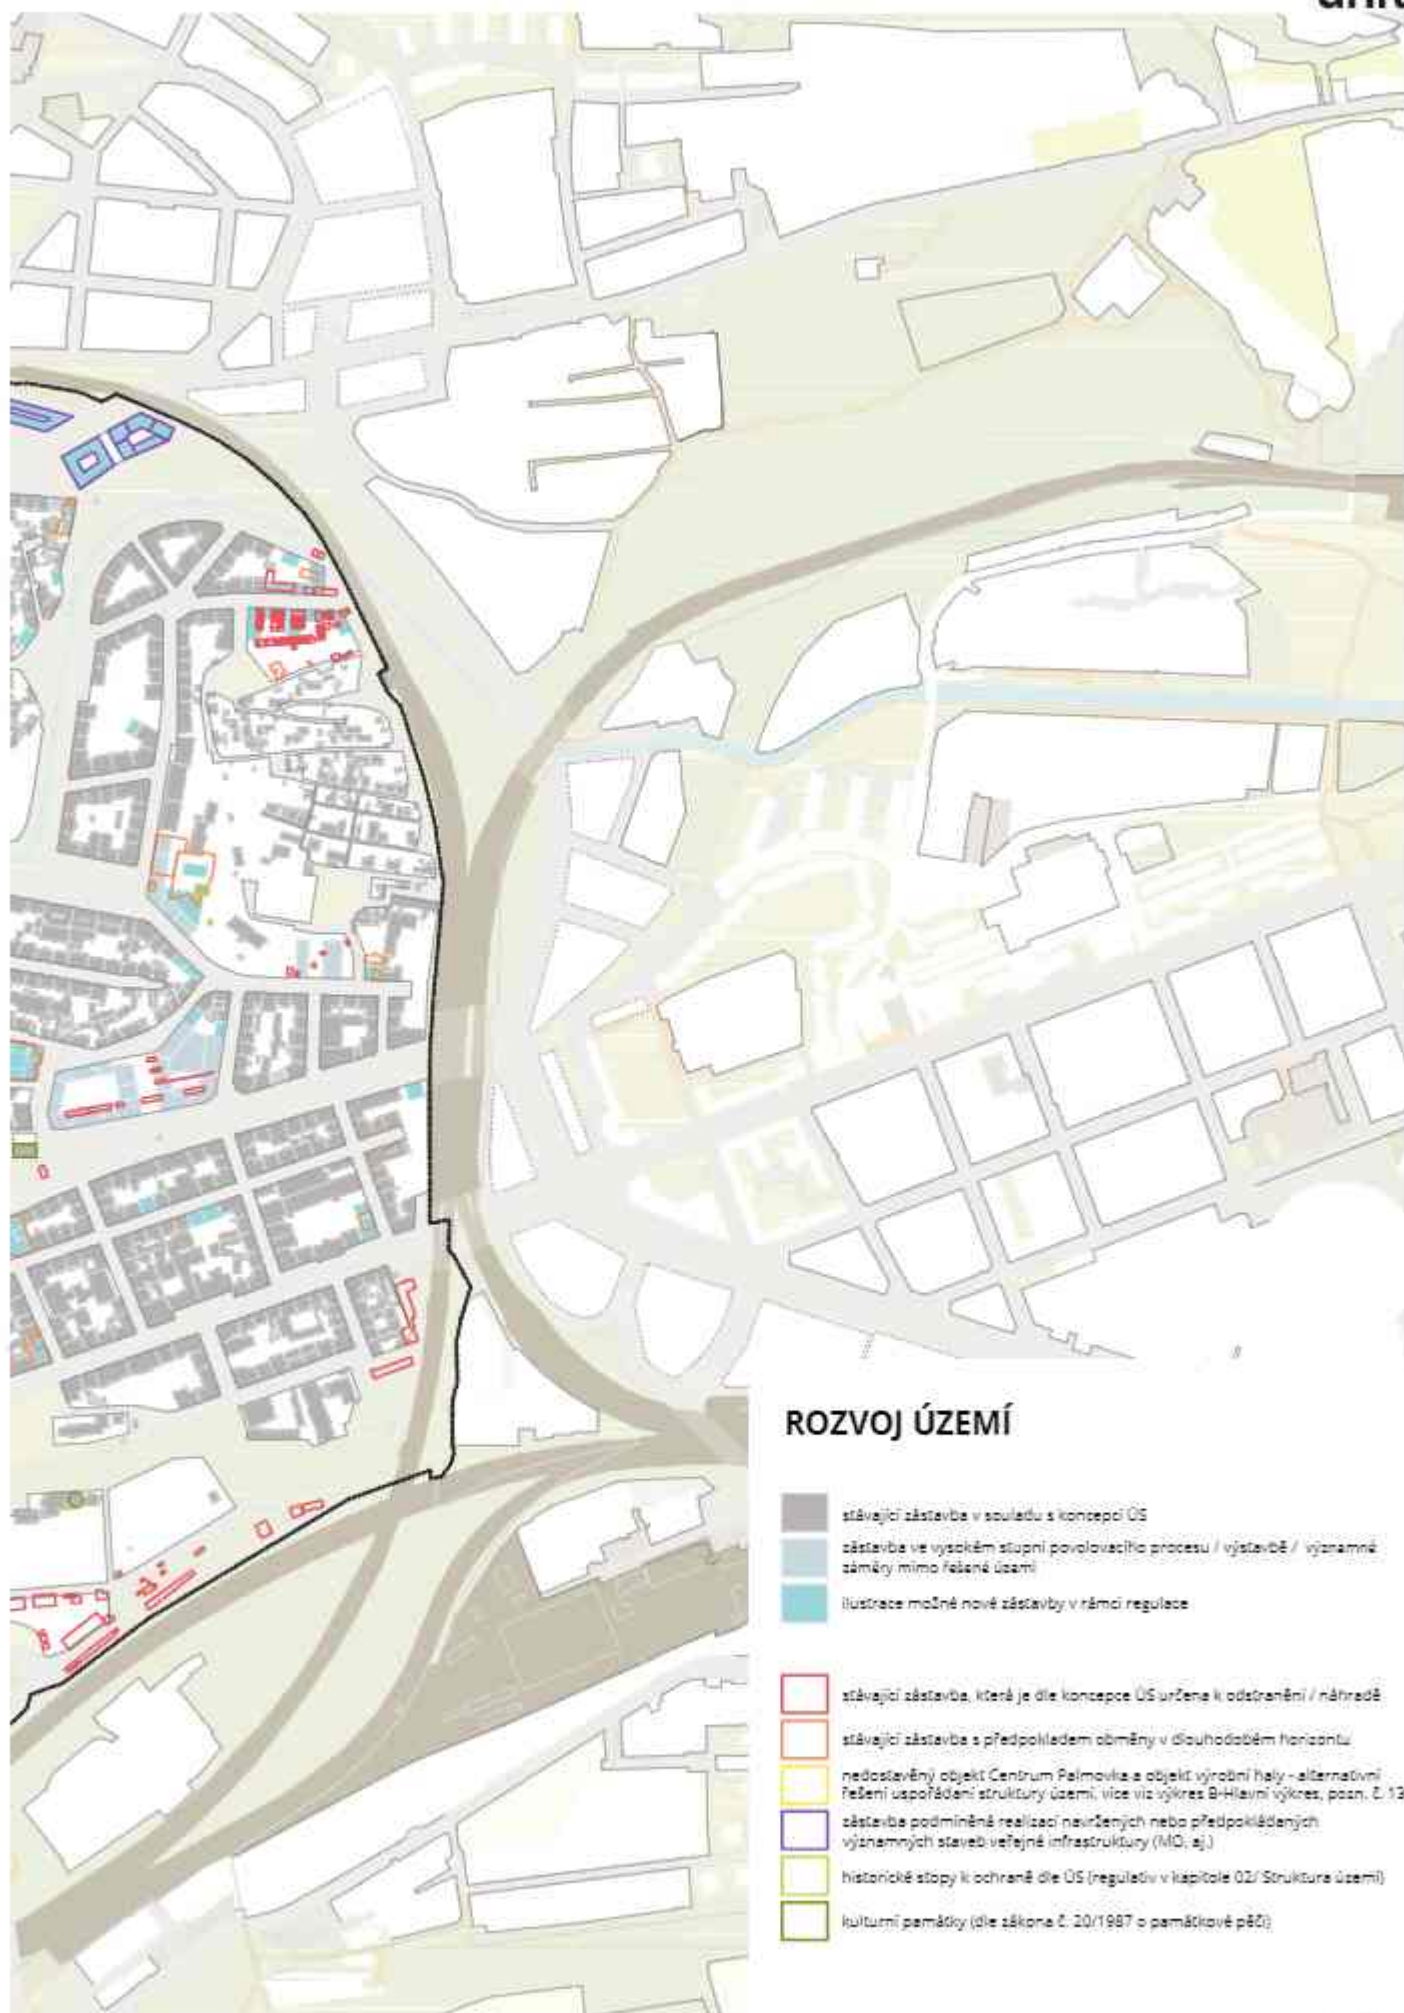 ROZVOJ ÚZEMÍ
stávající zástavba v souladu s koncepcí ÚS
zástavba ve vysokém stupni povolovacího procesu / výstavbě / významné
záměry mimo řešené území
ilustrace možné nové zástavby v rámci regulace
stávající zástavba, která je dle koncepce ÚS určena k odstranění / náhradě
stávající zástavba s předpokladem obměny v dlouhodobém horizontu
nedostavěný objekt Centrum Palmovka a objekt výrobní haly - alternativní
řešení uspořádaní struktury území, více viz výkres B-Hlavní výkres, pozn. č. 13
zástavba podmíněná realizací navržených nebo předpokládaných
významných staveb veřejné infrastruktury (MO, aj.)
historické stopy k ochraně dle ÚS (regulativ v kapitole 02/ Struktura území)
kulturní památky (dle zákona č. 20/1987 o památkové péči)